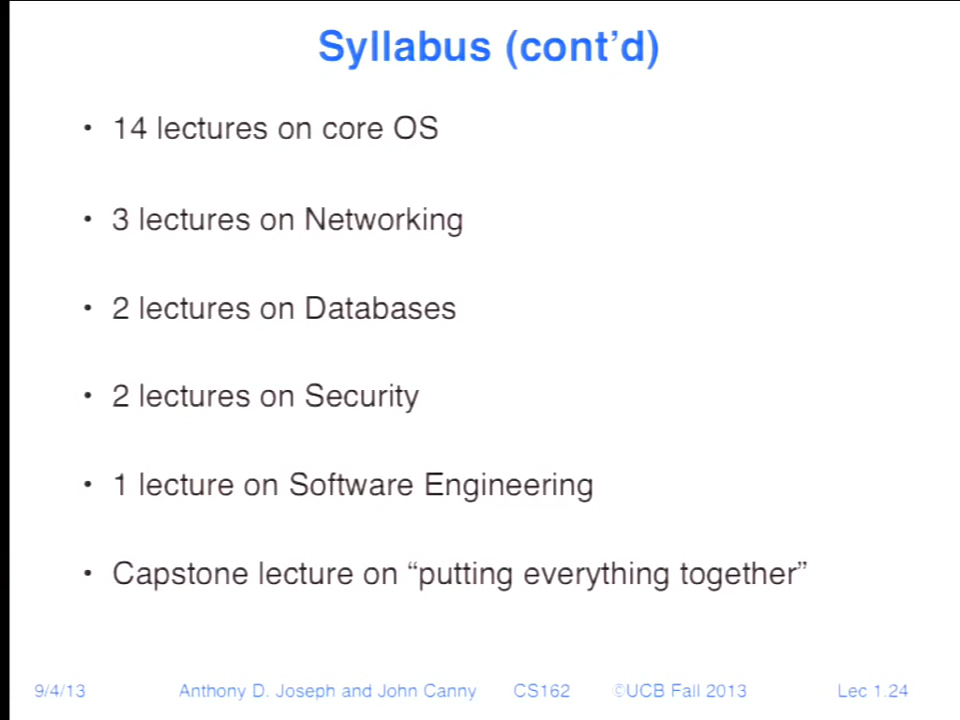 Syllabus (cont’d)
• 14 lectures on core OS
• 3 lectures on Networking
• 2 lectures on Databases
• 2 lectures on Security
• 1 lecture on Software Engineering
• Capstone lecture on “putting everything together”
9/4/13 Anthony D. Joseph and John Canny CS162 ©UCB Fall 2013 Lec 1.24